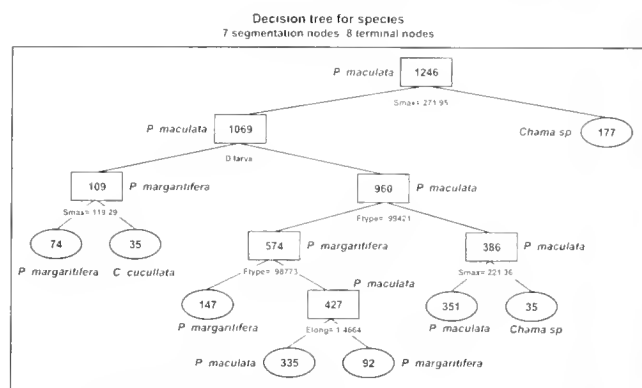 Decision tree for species
7 segmentation nodes 8 terminal nodes
P maculata 1246
Smax= 271.95
P maculata 1069
Chama sp 177
D larva
109 P margaritifera
960 P maculata
Smax= 119 29
Ftype= 99421
74 35
574 P margaritifera
386 P maculata
P margaritifera C cucullata
Ftype= 98773
Smax= 221.36
147
427 P maculata
351 35
P margaritifera
P maculata Chama sp
Elong= 1.4664
P maculata 335 92 P margaritifera